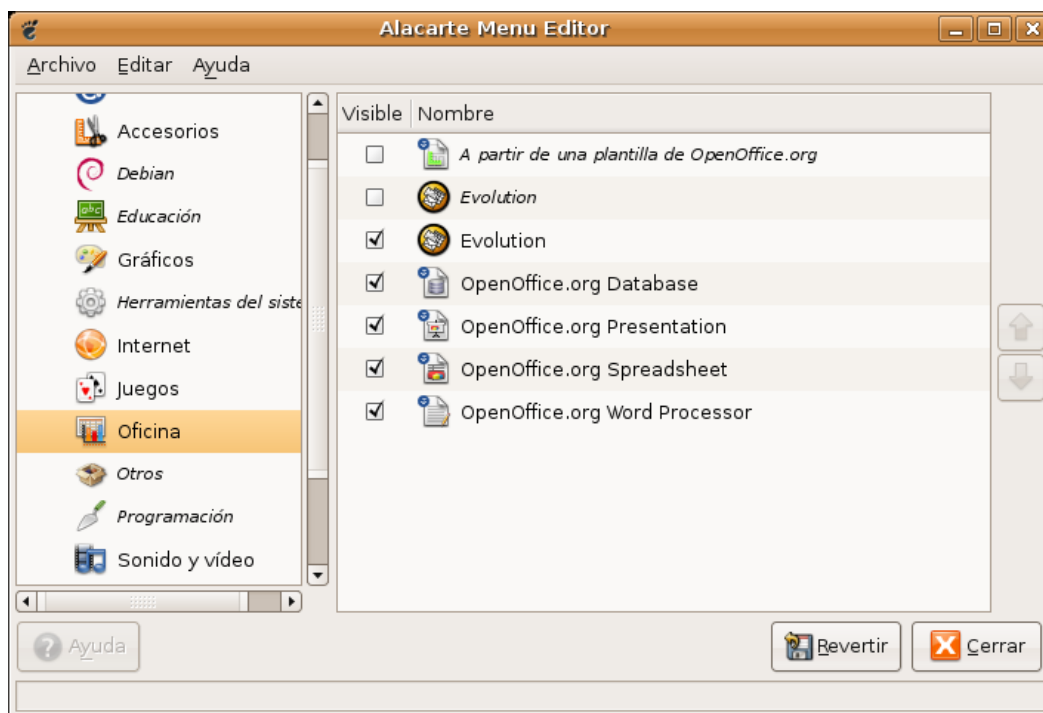 Alacarte Menu Editor
Archivo Editar Ayuda
Accesorios
Debian
abc
Educación
Gráficos
Herramientas del siste
Internet
Juegos
Oficina
Otros
Programación
Sonido y vídeo
Visible Nombre
A partir de una plantilla de OpenOffice.org
Evolution
Evolution
OpenOffice.org Database
OpenOffice.org Presentation
OpenOffice.org Spreadsheet
OpenOffice.org Word Processor
Ayuda
Revertir
Cerrar